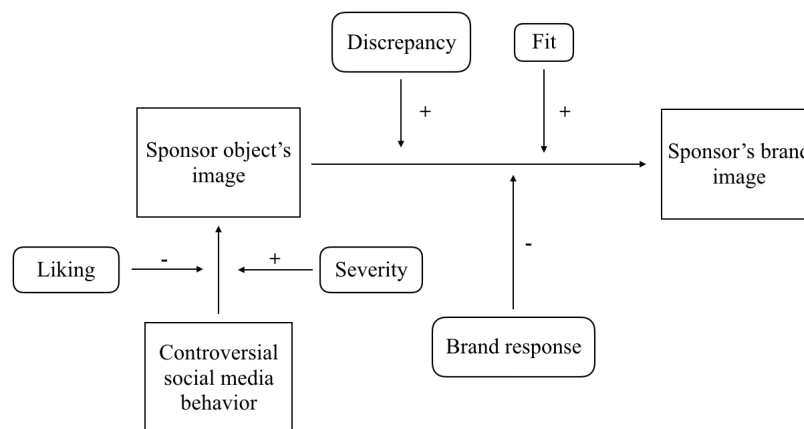 Discrepancy
Fit
+
+
Sponsor object’s
image
Sponsor’s brand
image
Liking
-
+
Severity
-
Controversial
social media
behavior
Brand response